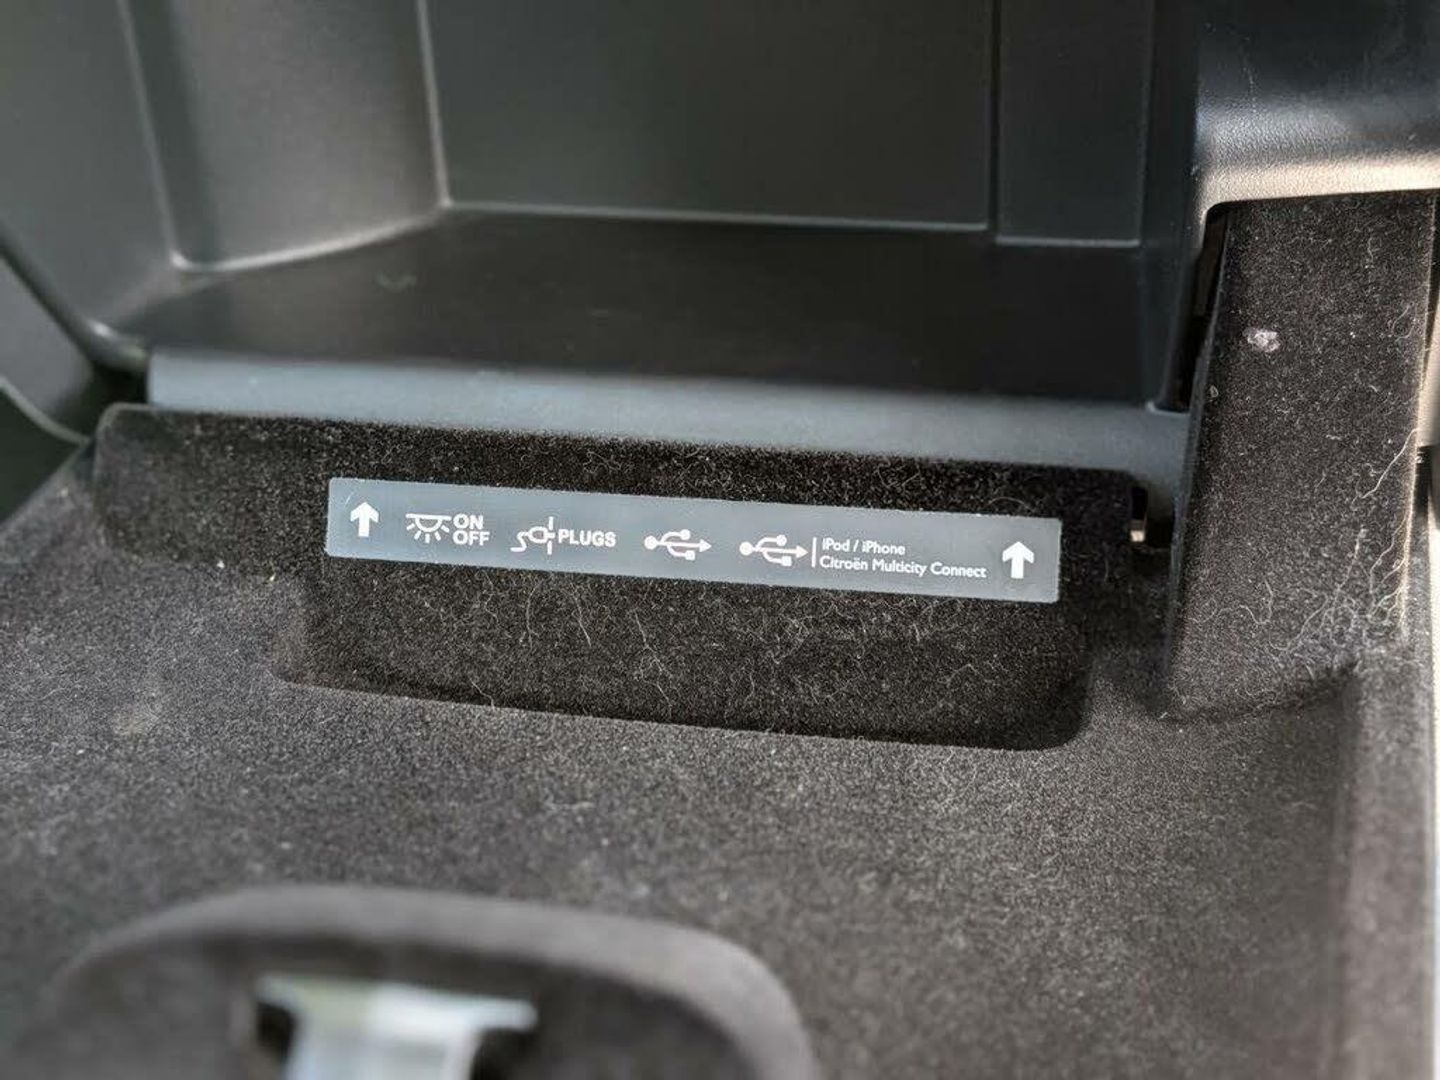 ON
OFF
PLUGS
iPod / iPhone
Citroën Multicity Connect